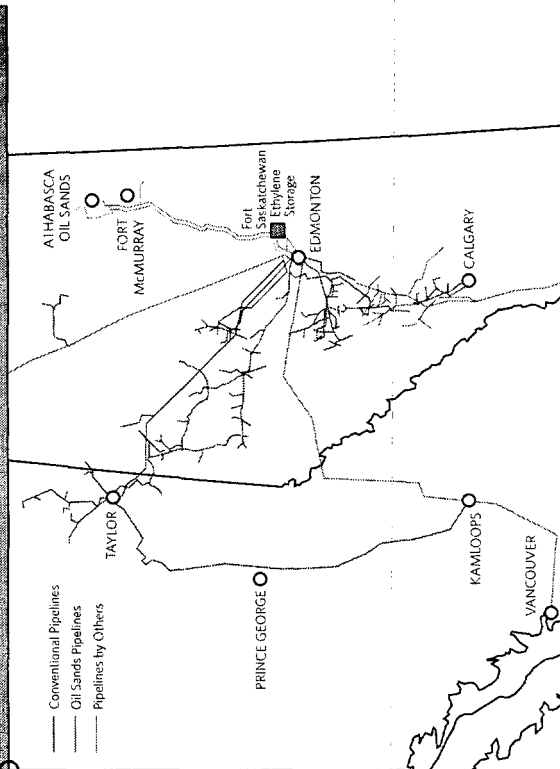 Conventional Pipelines
Oil Sands Pipelines
Pipelines by Others
ATHABASCA
OIL SANDS
FORT
McMURRAY
TAYLOR
Fort
Saskatchewan
Ethylene
Storage
EDMONTON
PRINCE GEORGE
CALGARY
KAMLOOPS
VANCOUVER